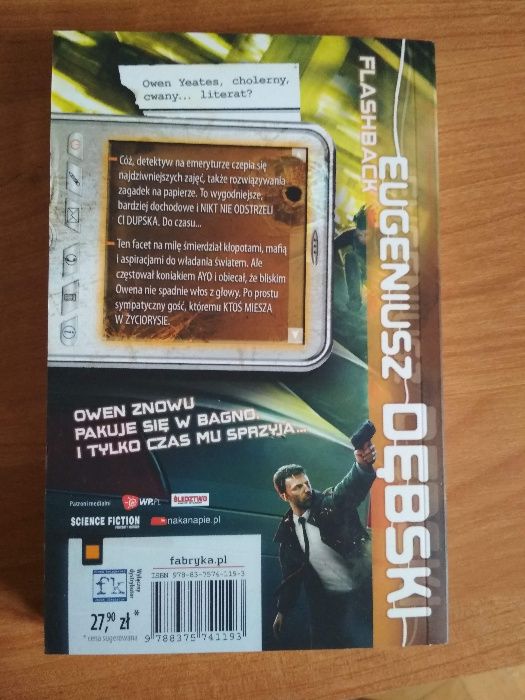 Owen Yeates, cholerny,
cwany... literat?
Cóż, detektyw na emeryturze czepia się
najdziwniejszych zajęć, także rozwiązywania
zagadek na papierze. To wygodniejsze,
bardziej dochodowe i NIKT NIE ODSTRZELI
CI DUPSKA. Do czasu...
Ten facet na milę śmierdział kłopotami, mafią
i aspiracjami do władania światem. Ale
częstował koniakiem AYO i obiecał, że bliskim
Owena nie spadnie włos z głowy. Po prostu
sympatyczny gość, któremu KTOŚ MIESZA
W ŻYCIORYSIE.
OWEN ZNOWU
PAKUJE SIĘ W BAGNO.
I TYLKO CZAS MU SPRZYJA...
FLASHBACK
EUGENIUSZ DĘBSKI
Patroni medialni
WP.PL
ŚLEDZTWO
SCIENCE FICTION
nakanapie.pl
fk
Wyłączny
dystrybutor
27,90 zł *
* cena sugerowana
fabryka.pl
ISBN 978-83-7574-119-3
9 788375 741193